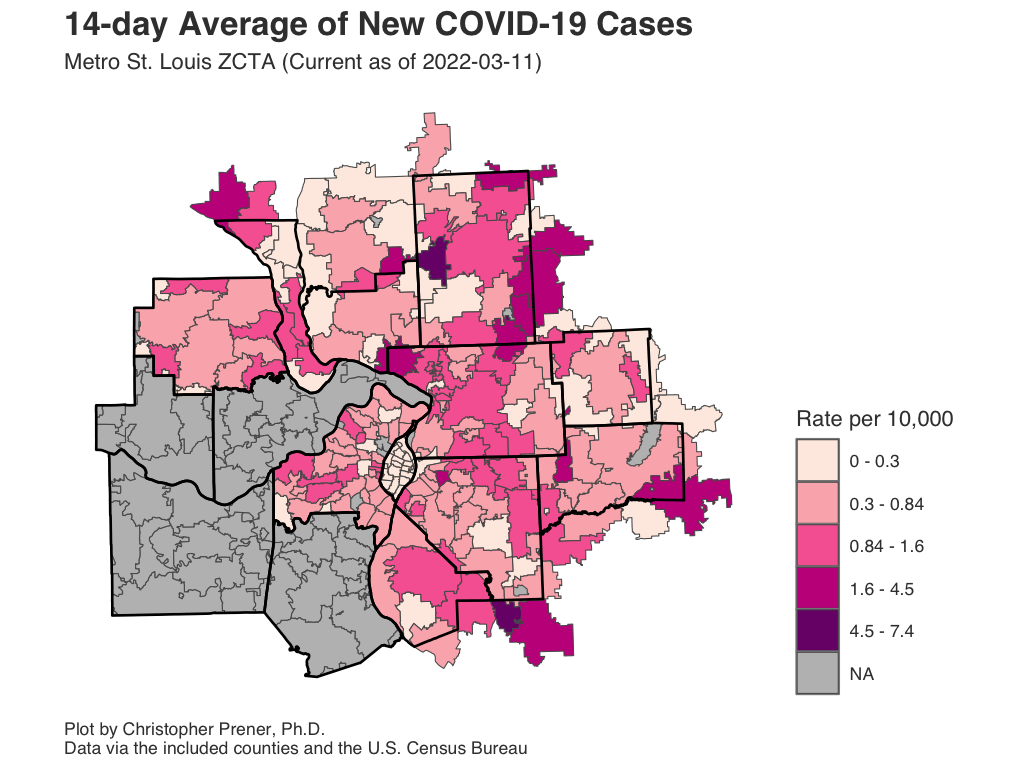 14-day Average of New COVID-19 Cases
Metro St. Louis ZCTA (Current as of 2022-03-11)
Rate per 10,000
0 - 0.3
0.3 - 0.84
0.84 - 1.6
1.6 - 4.5
4.5 - 7.4
NA
Plot by Christopher Prener, Ph.D.
Data via the included counties and the U.S. Census Bureau